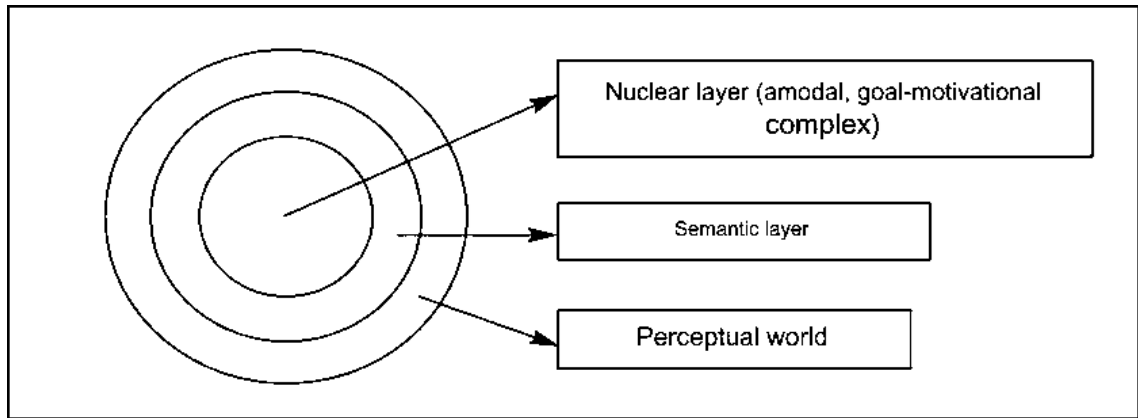 Nuclear layer (amodal, goal-motivational
complex)
Semantic layer
Perceptual world